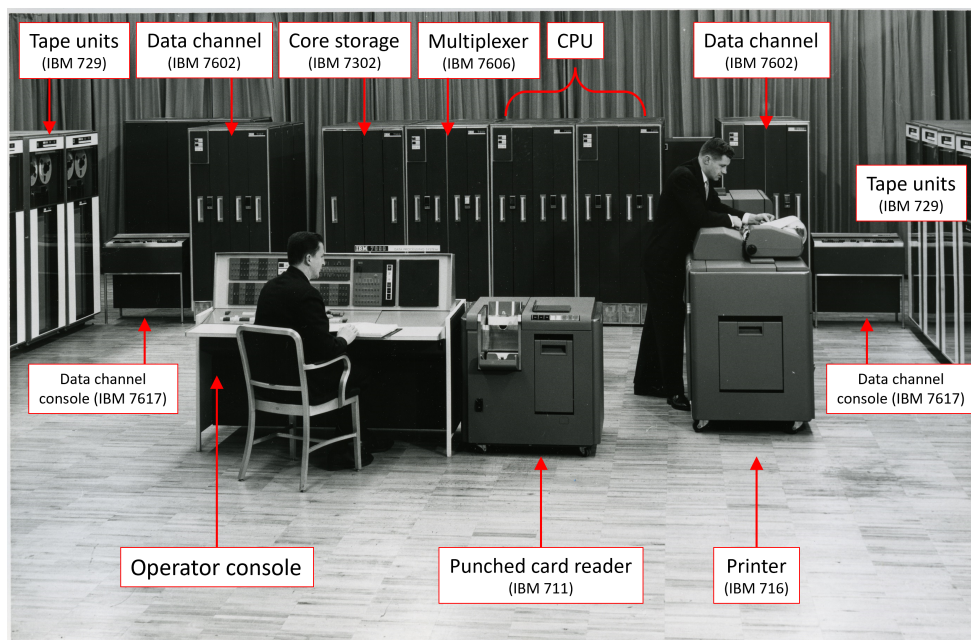 Tape units
(IBM 729)
Data channel
(IBM 7602)
Core storage
(IBM 7302)
Multiplexer
(IBM 7606)
CPU
Data channel
(IBM 7602)
Tape units
(IBM 729)
IBM 7090
Data channel
console (IBM 7617)
Data channel
console (IBM 7617)
Operator console
Punched card reader
(IBM 711)
Printer
(IBM 716)